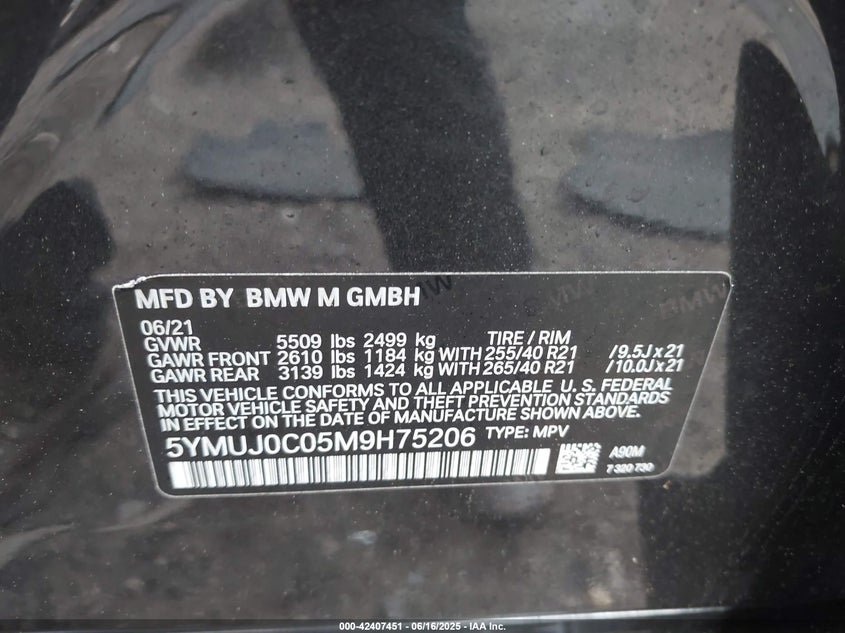 MFD BY BMW M GMBH
06/21
GVWR 5509 lbs 2499 kg TIRE / RIM
GAWR FRONT 2610 lbs 1184 kg WITH 255/40 R21 /9.5J x 21
GAWR REAR 3139 lbs 1424 kg WITH 265/40 R21 /10.0J x 21
THIS VEHICLE CONFORMS TO ALL APPLICABLE U. S. FEDERAL
MOTOR VEHICLE SAFETY AND THEFT PREVENTION STANDARDS
IN EFFECT ON THE DATE OF MANUFACTURE SHOWN ABOVE.
5YMUJ0C05M9H75206 TYPE: MPV
A90M
7 320 730
000-42407451 - 06/16/2025 - IAA Inc.